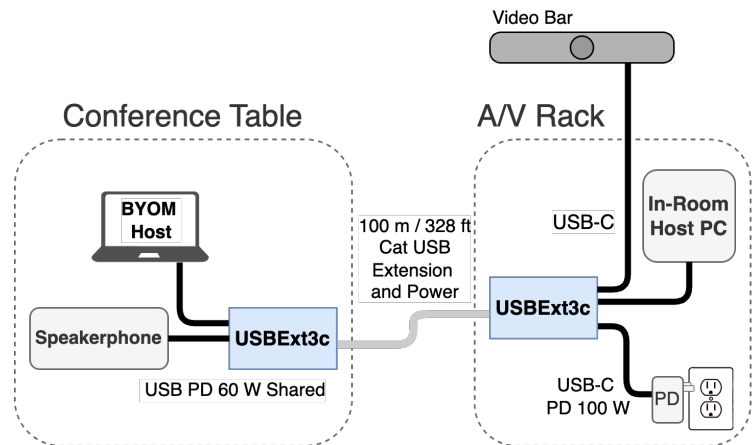 Video Bar
Conference Table
A/V Rack
BYOM
Host
100 m / 328 ft
Cat USB
Extension
and Power
USB-C
In-Room
Host PC
Speakerphone
USBExt3c
USBExt3c
USB PD 60 W Shared
USB-C
PD 100 W
PD